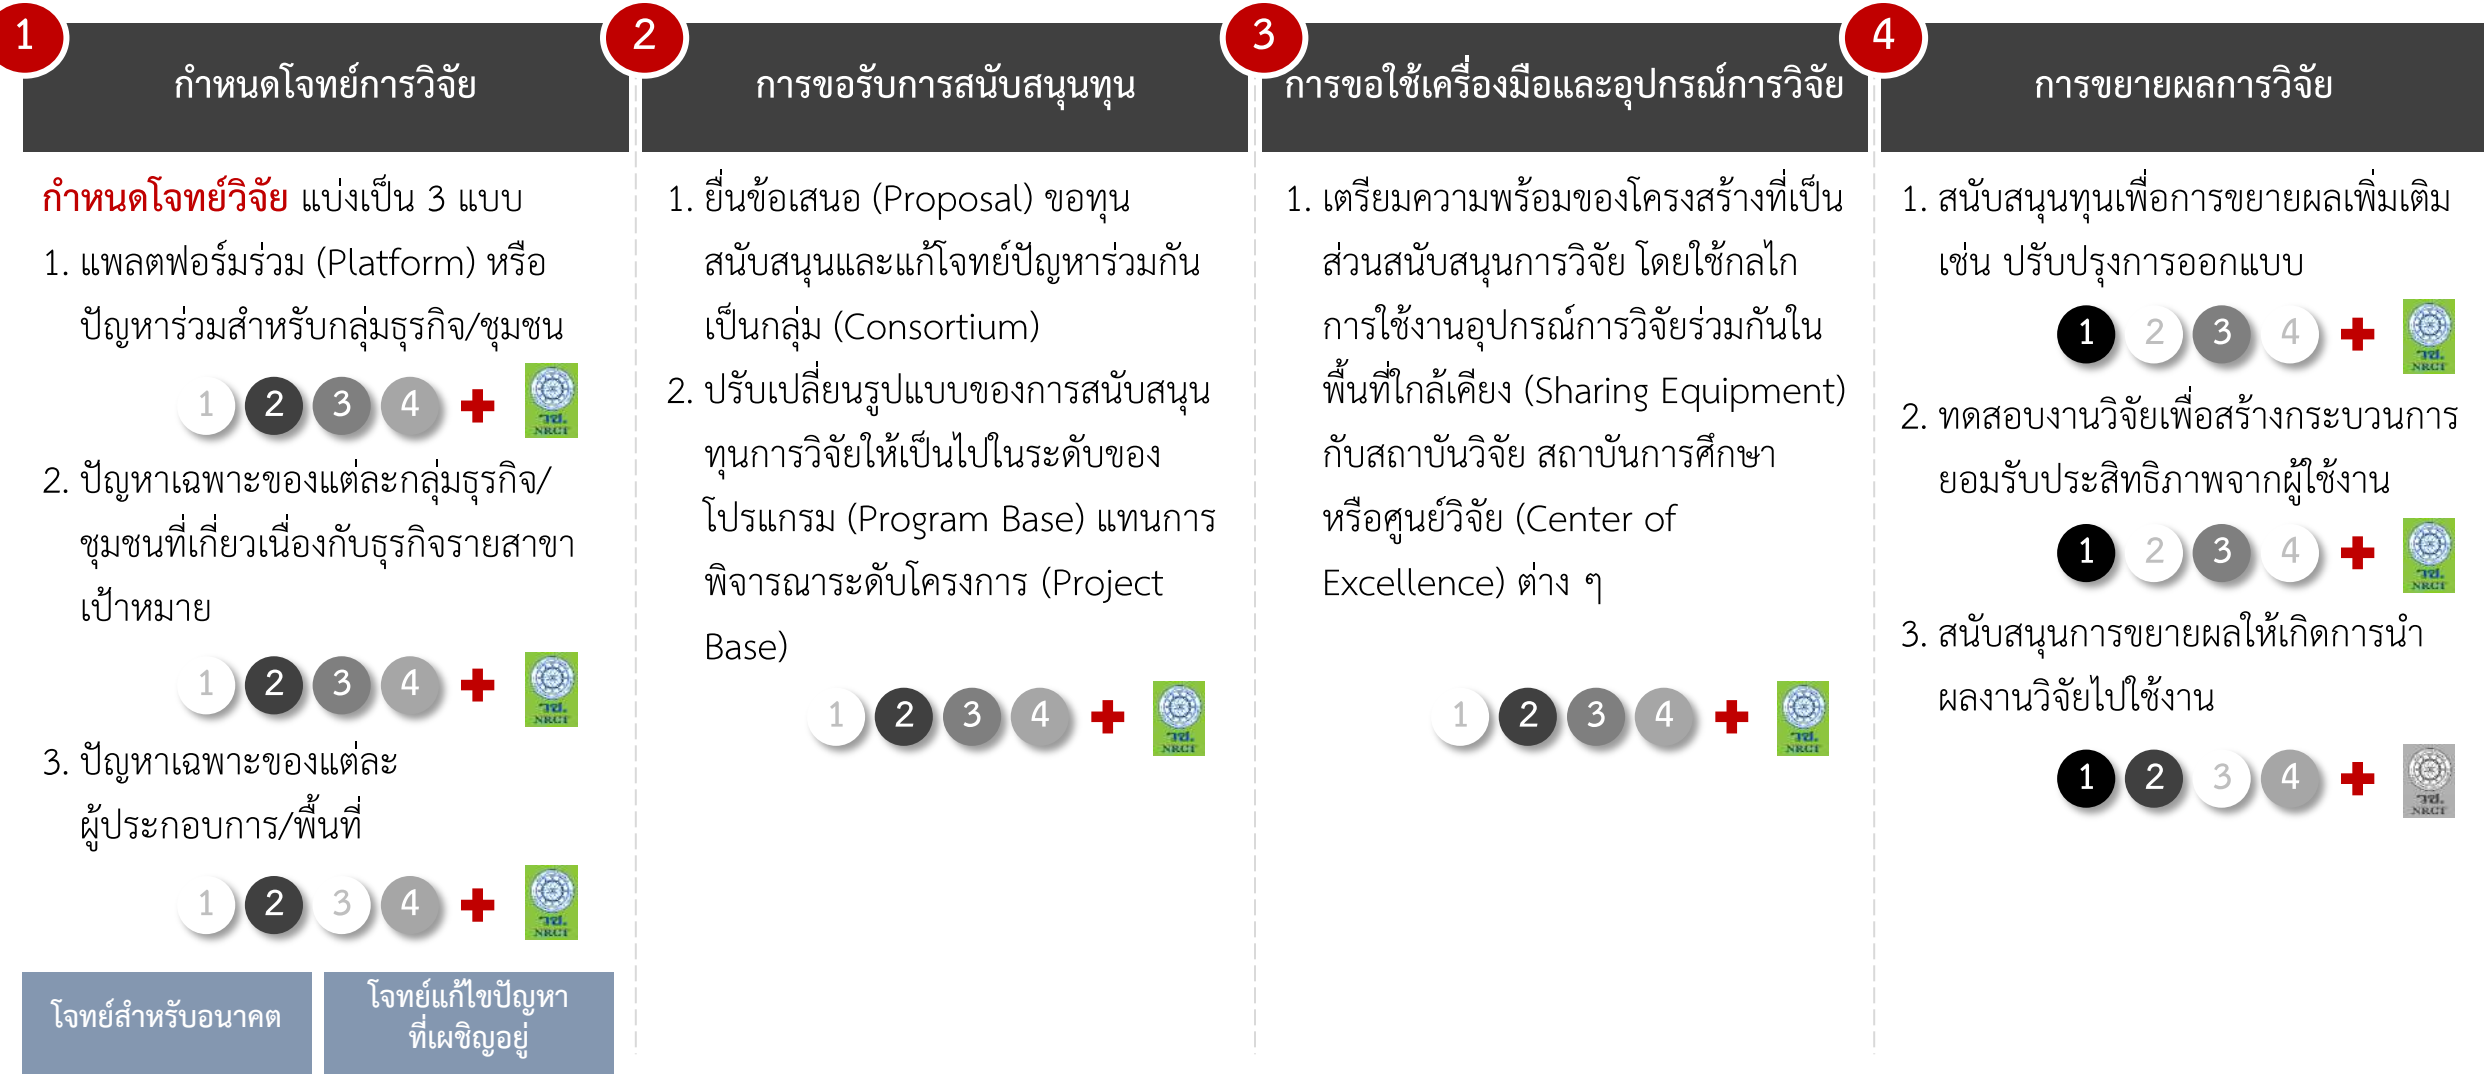 1
กำหนดโจทย์การวิจัย
กำหนดโจทย์วิจัย แบ่งเป็น 3 แบบ
1. แพลตฟอร์มร่วม (Platform) หรือ
ปัญหาร่วมสำหรับกลุ่มธุรกิจ/ชุมชน
1 2 3 4 วช. NRCT
2. ปัญหาเฉพาะของแต่ละกลุ่มธุรกิจ/
ชุมชนที่เกี่ยวเนื่องกับธุรกิจรายสาขา
เป้าหมาย
1 2 3 4 วช. NRCT
3. ปัญหาเฉพาะของแต่ละ
ผู้ประกอบการ/พื้นที่
1 2 3 4 วช. NRCT
โจทย์สำหรับอนาคต
โจทย์แก้ไขปัญหา
ที่เผชิญอยู่
2
การขอรับการสนับสนุนทุน
1. ยื่นข้อเสนอ (Proposal) ขอทุน
สนับสนุนและแก้โจทย์ปัญหาร่วมกัน
เป็นกลุ่ม (Consortium)
2. ปรับเปลี่ยนรูปแบบของการสนับสนุน
ทุนการวิจัยให้เป็นไปในระดับของ
โปรแกรม (Program Base) แทนการ
พิจารณาระดับโครงการ (Project
Base)
1 2 3 4 วช. NRCT
3
การขอใช้เครื่องมือและอุปกรณ์การวิจัย
1. เตรียมความพร้อมของโครงสร้างที่เป็น
ส่วนสนับสนุนการวิจัย โดยใช้กลไก
การใช้งานอุปกรณ์การวิจัยร่วมกันใน
พื้นที่ใกล้เคียง (Sharing Equipment)
กับสถาบันวิจัย สถาบันการศึกษา
หรือศูนย์วิจัย (Center of
Excellence) ต่าง ๆ
1 2 3 4 วช. NRCT
4
การขยายผลการวิจัย
1. สนับสนุนทุนเพื่อการขยายผลเพิ่มเติม
เช่น ปรับปรุงการออกแบบ
1 2 3 4 วช. NRCT
2. ทดสอบงานวิจัยเพื่อสร้างกระบวนการ
ยอมรับประสิทธิภาพจากผู้ใช้งาน
1 2 3 4 วช. NRCT
3. สนับสนุนการขยายผลให้เกิดการนำ
ผลงานวิจัยไปใช้งาน
1 2 3 4 วช. NRCT